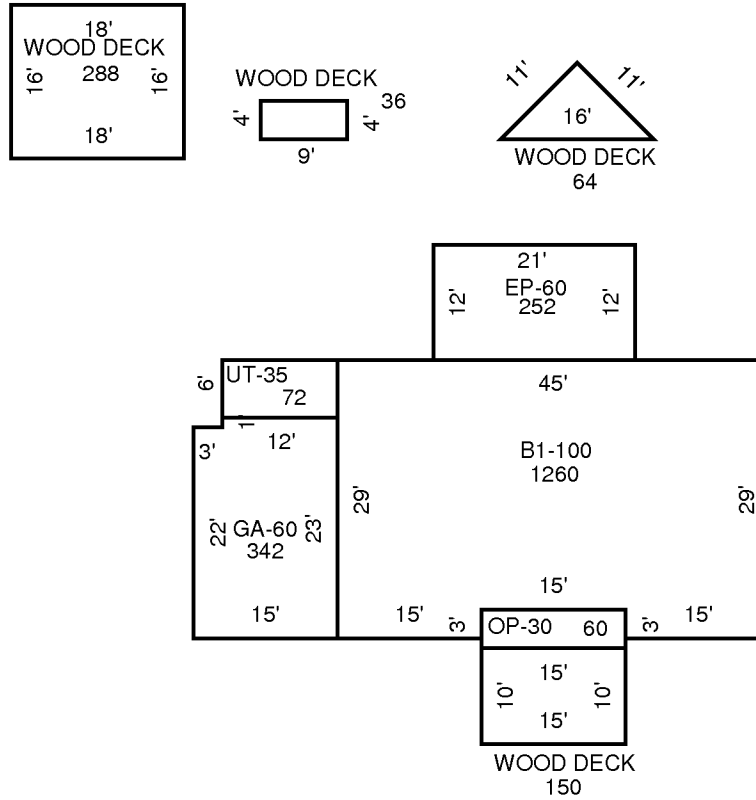 18'
WOOD DECK
16' 288 16'
18'
WOOD DECK
36
4' 4'
9'
11' 11'
16'
WOOD DECK
64
21'
EP-60
12' 252 12'
6' UT-35
72
45'
1'
3' 12'
B1-100
1260
29' 29'
22' GA-60 23'
342
15'
15' 15' 3' 3' 15'
OP-30 60
15'
10' 10'
15'
WOOD DECK
150